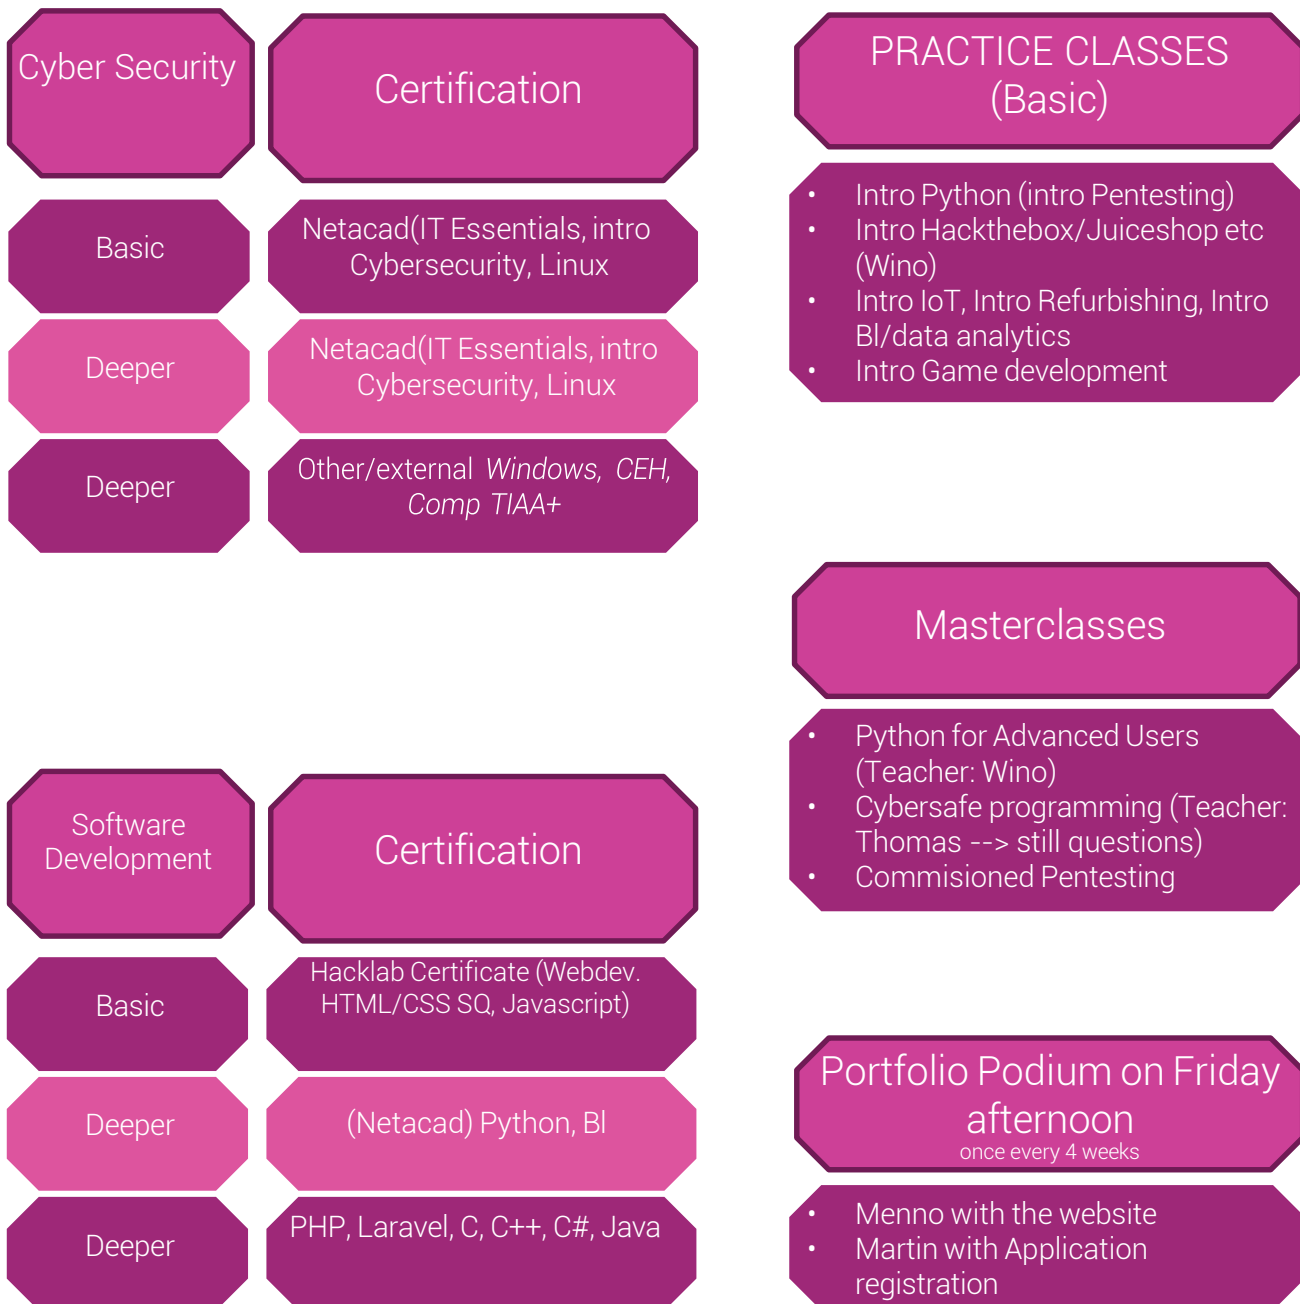 Cyber Security
Certification
Basic
Netacad(IT Essentials, intro
Cybersecurity, Linux
Deeper
Netacad(IT Essentials, intro
Cybersecurity, Linux
Deeper
Other/external Windows, CEH,
Comp TIAA+
Software
Development
Certification
Basic
Hacklab Certificate (Webdev.
HTML/CSS SQ, Javascript)
Deeper
(Netacad) Python, Bl
Deeper
PHP, Laravel, C, C++, C#, Java
PRACTICE CLASSES
(Basic)
• Intro Python (intro Pentesting)
• Intro Hackthebox/Juiceshop etc
(Wino)
• Intro IoT, Intro Refurbishing, Intro
Bl/data analytics
• Intro Game development
Masterclasses
• Python for Advanced Users
(Teacher: Wino)
• Cybersafe programming (Teacher:
Thomas --> still questions)
• Commisioned Pentesting
Portfolio Podium on Friday
afternoon
once every 4 weeks
• Menno with the website
• Martin with Application
registration